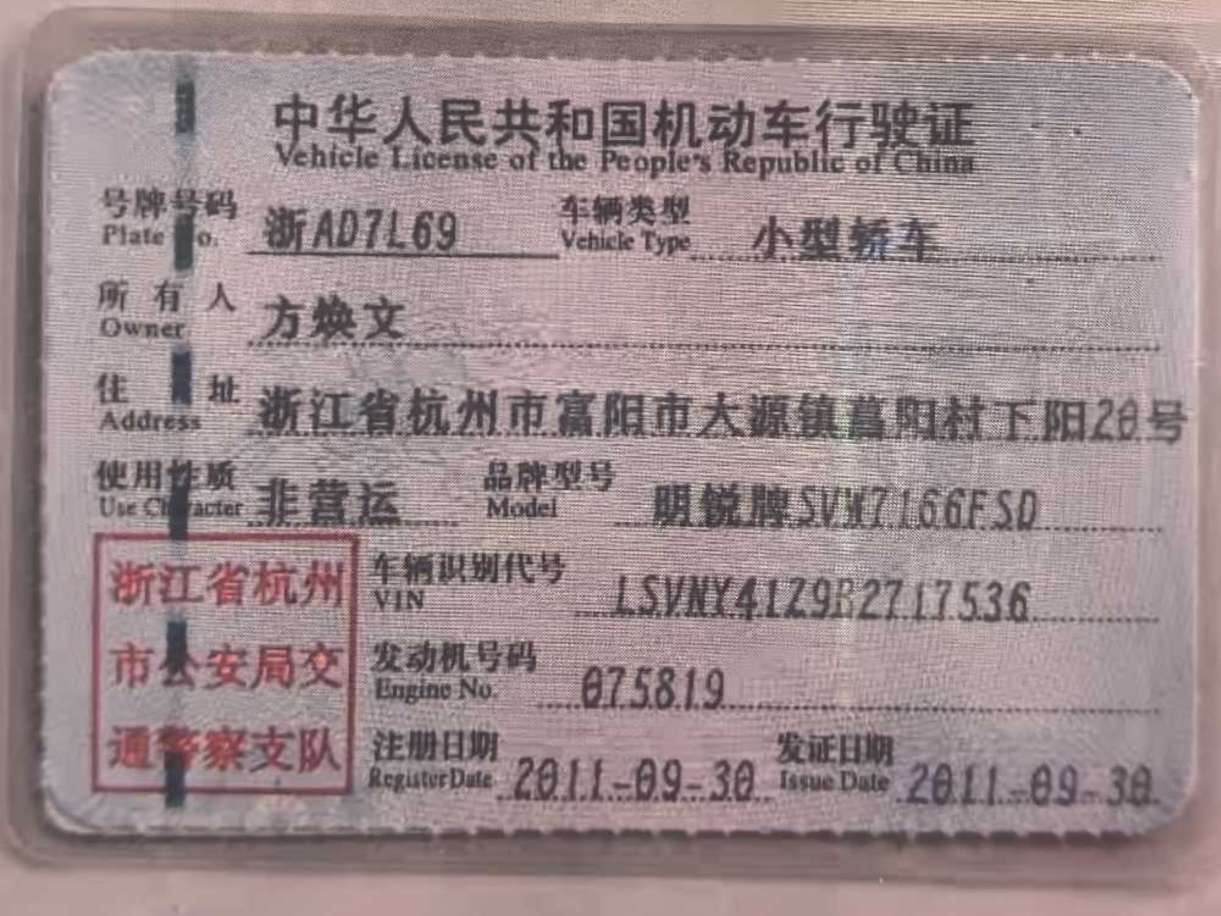 中华人民共和国机动车行驶证
Vehicle License of the People's Republic of China
号牌号码 浙AD7L69 车辆类型 小型轿车
Plate No. Vehicle Type
所有人 方焕文
Owner
住址 浙江省杭州市富阳市大源镇菖阳村下阳20号
Address
使用性质 非营运 品牌型号 明锐牌SVW7166FSD
Use Character Model
浙江省杭州
市公安局交
通警察支队
车辆识别代号 LSVNY41Z9B2717536
VIN
发动机号码 075819
Engine No.
注册日期 2011-09-30 发证日期 2011-09-30
Register Date Issue Date